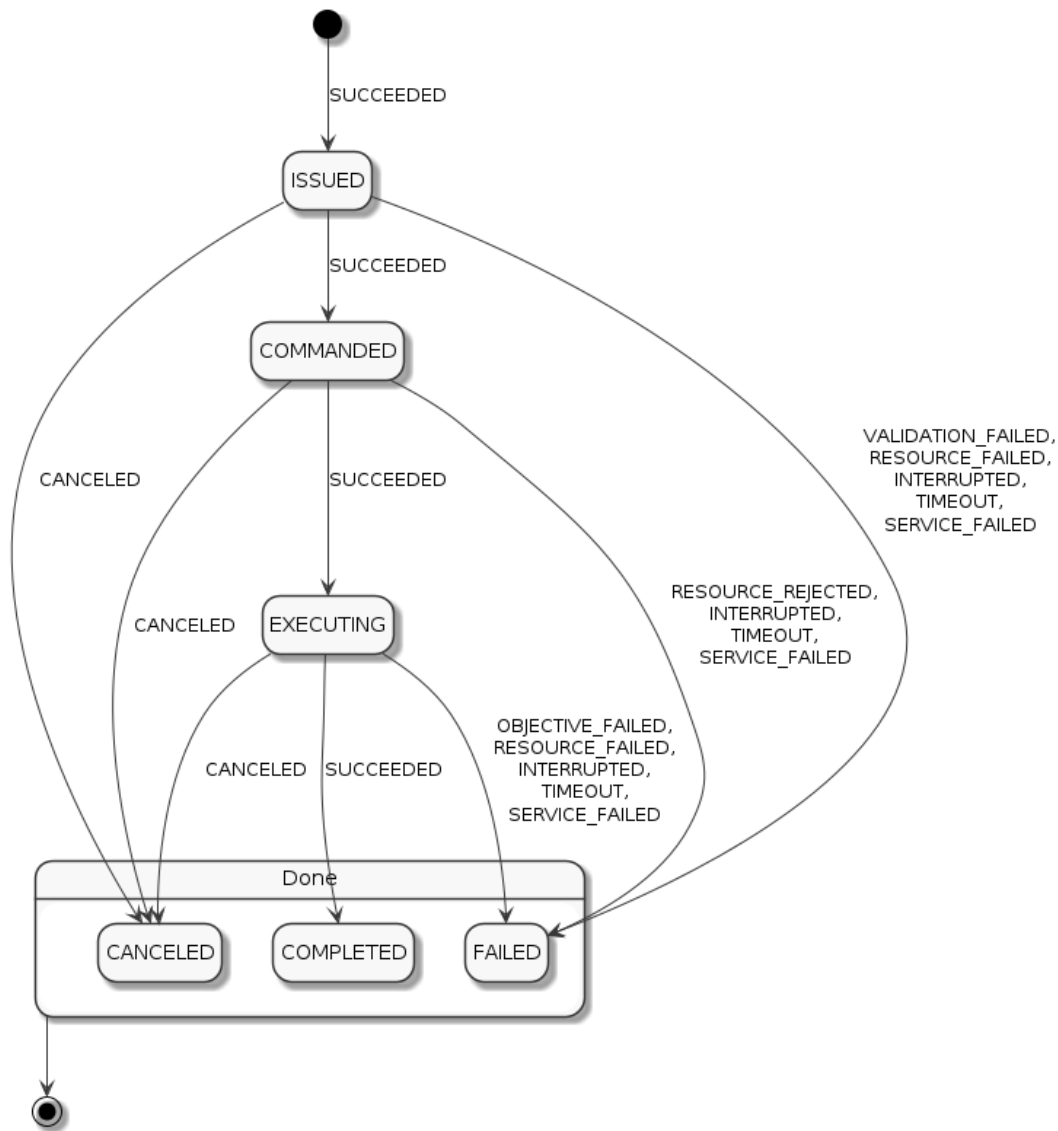 SUCCEEDED
ISSUED
SUCCEEDED
COMMANDED
CANCELED
SUCCEEDED
VALIDATION_FAILED,
RESOURCE_FAILED,
INTERRUPTED,
TIMEOUT,
SERVICE_FAILED
CANCELED
EXECUTING
RESOURCE_REJECTED,
INTERRUPTED,
TIMEOUT,
SERVICE_FAILED
CANCELED
SUCCEEDED
OBJECTIVE_FAILED,
RESOURCE_FAILED,
INTERRUPTED,
TIMEOUT,
SERVICE_FAILED
Done
CANCELED
COMPLETED
FAILED